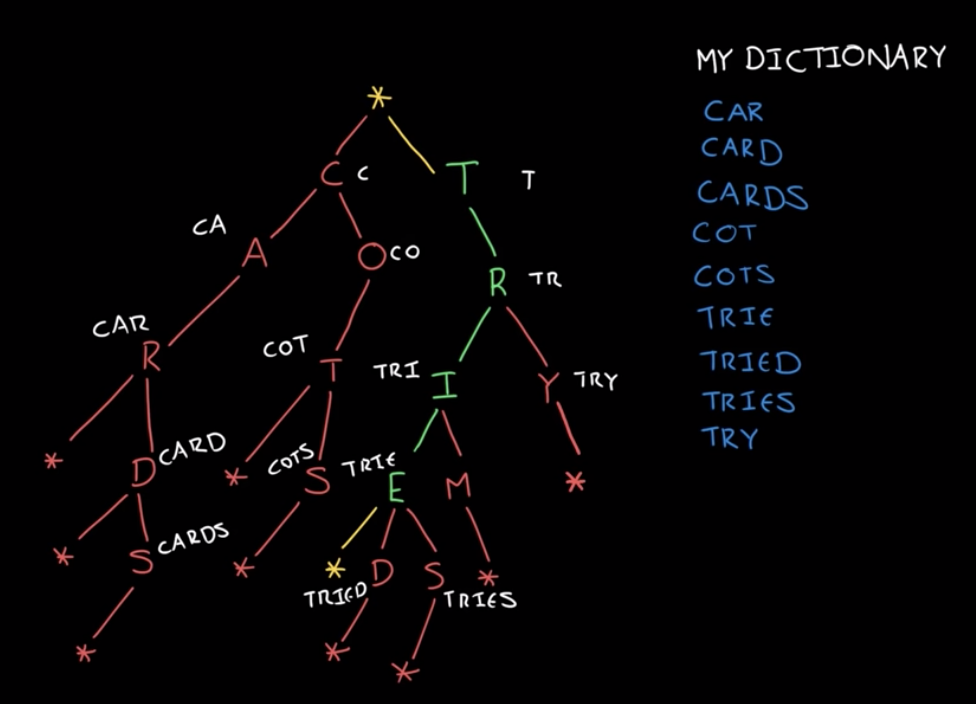 MY DICTIONARY
CAR
CARD
CARDS
COT
COTS
TRIE
TRIED
TRIES
TRY
*
C C T T
CA A O CO R TR
CAR R COT T TRI I Y TRY
* D CARD * COTS S TRIE E M *
* S CARDS * * D S *
TRIED TRIES
* * *